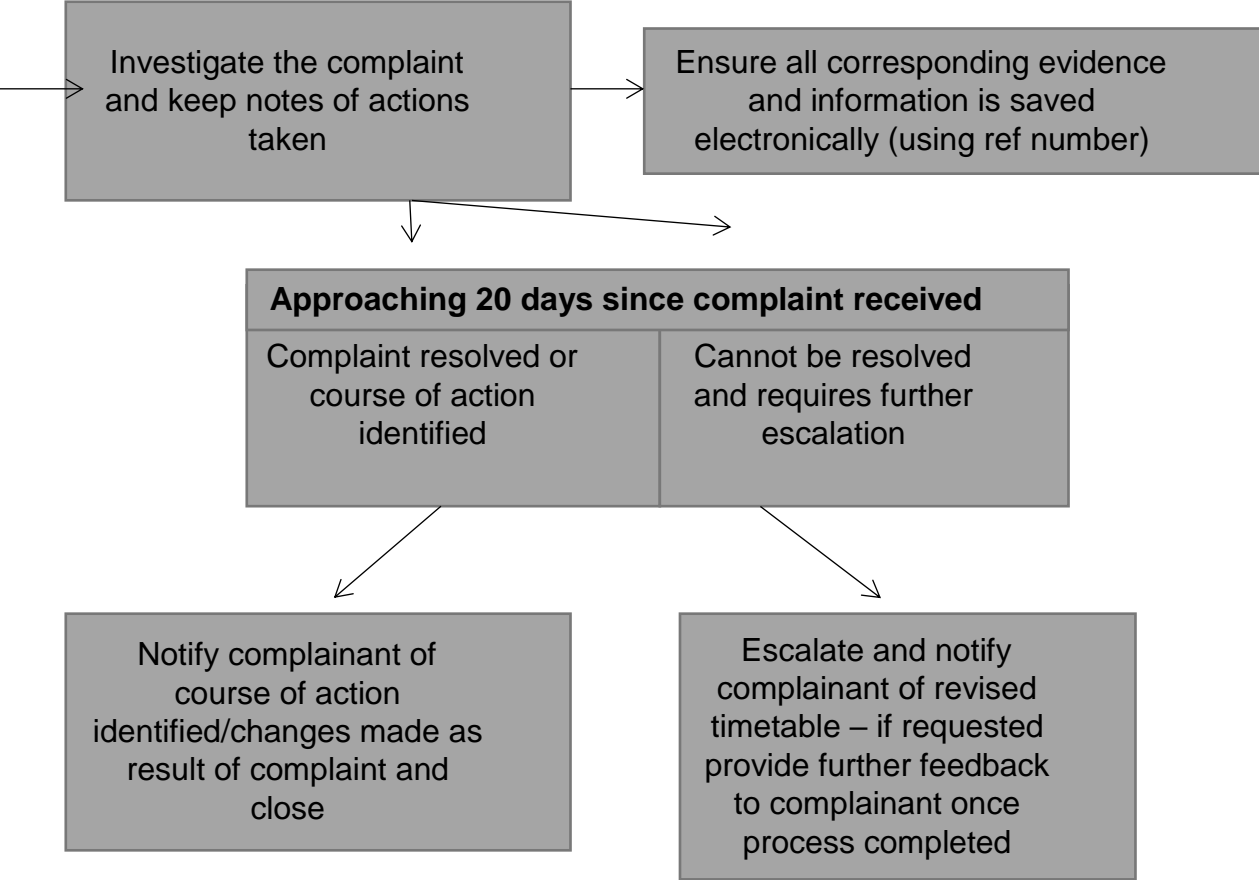 Investigate the complaint
and keep notes of actions
taken
Ensure all corresponding evidence
and information is saved
electronically (using ref number)
Approaching 20 days since complaint received
Complaint resolved or
course of action
identified
Cannot be resolved
and requires further
escalation
Notify complainant of
course of action
identified/changes made as
result of complaint and
close
Escalate and notify
complainant of revised
timetable – if requested
provide further feedback
to complainant once
process completed